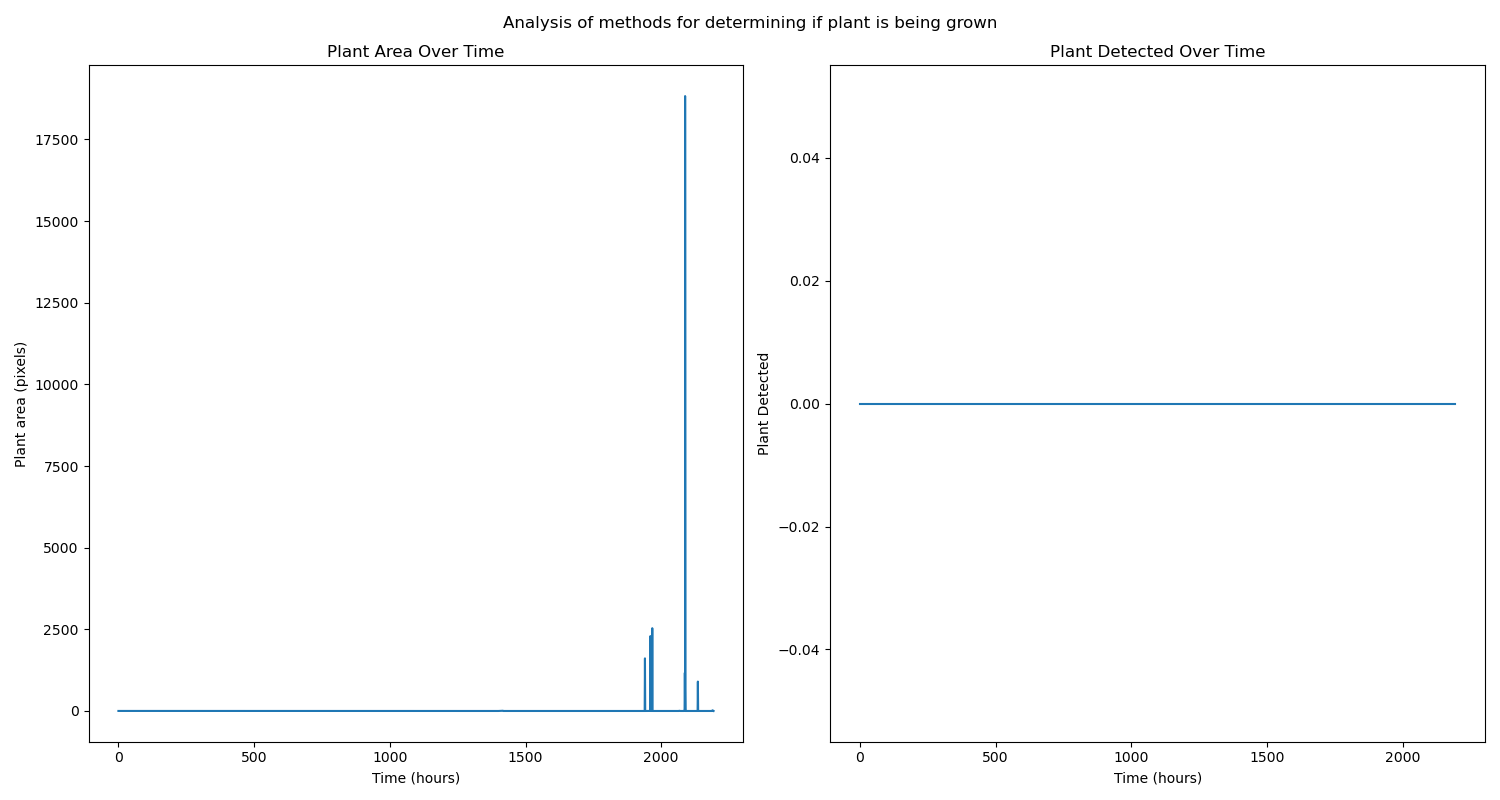 Analysis of methods for determining if plant is being grown
Plant Area Over Time
17500
15000
12500
10000
7500
5000
2500
0
Plant area (pixels)
0 500 1000 1500 2000
Time (hours)
Plant Detected Over Time
0.04
0.02
0.00
−0.02
−0.04
Plant Detected
0 500 1000 1500 2000
Time (hours)